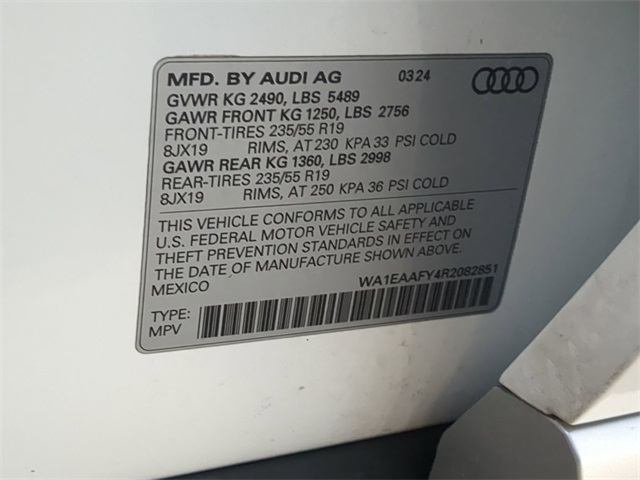 MFD. BY AUDI AG 03 24
GVWR KG 2490, LBS 5489
GAWR FRONT KG 1250, LBS 2756
FRONT-TIRES 235/55 R19
8JX19 RIMS, AT 230 KPA 33 PSI COLD
GAWR REAR KG 1360, LBS 2998
REAR-TIRES 235/55 R19
8JX19 RIMS, AT 250 KPA 36 PSI COLD
THIS VEHICLE CONFORMS TO ALL APPLICABLE
U.S. FEDERAL MOTOR VEHICLE SAFETY AND
THEFT PREVENTION STANDARDS IN EFFECT ON
THE DATE OF MANUFACTURE SHOWN ABOVE.
MEXICO
WA1EAAFY4R2082851
TYPE:
MPV